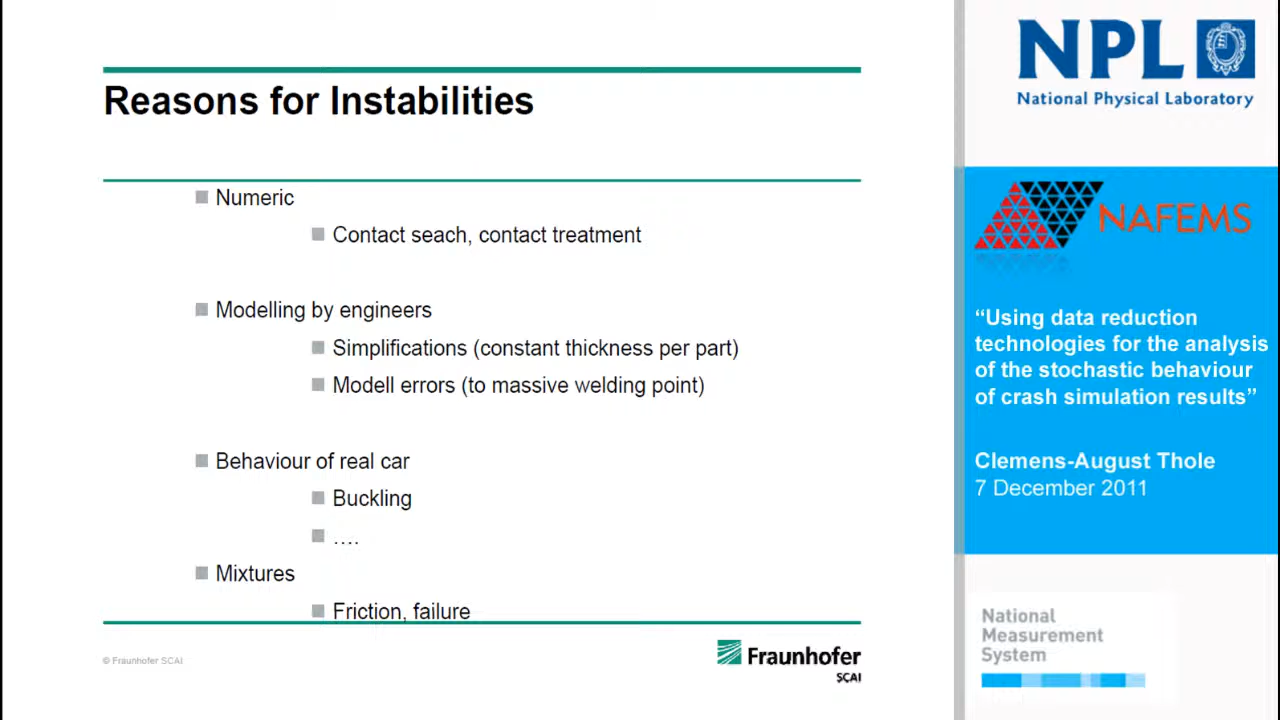 Reasons for Instabilities
Numeric
Contact seach, contact treatment
Modelling by engineers
Simplifications (constant thickness per part)
Modell errors (to massive welding point)
Behaviour of real car
Buckling
….
Mixtures
Friction, failure
© Fraunhofer SCAI
Fraunhofer
SCAI
NPL
National Physical Laboratory
NAFEMS
“Using data reduction
technologies for the analysis
of the stochastic behaviour
of crash simulation results”
Clemens-August Thole
7 December 2011
National
Measurement
System